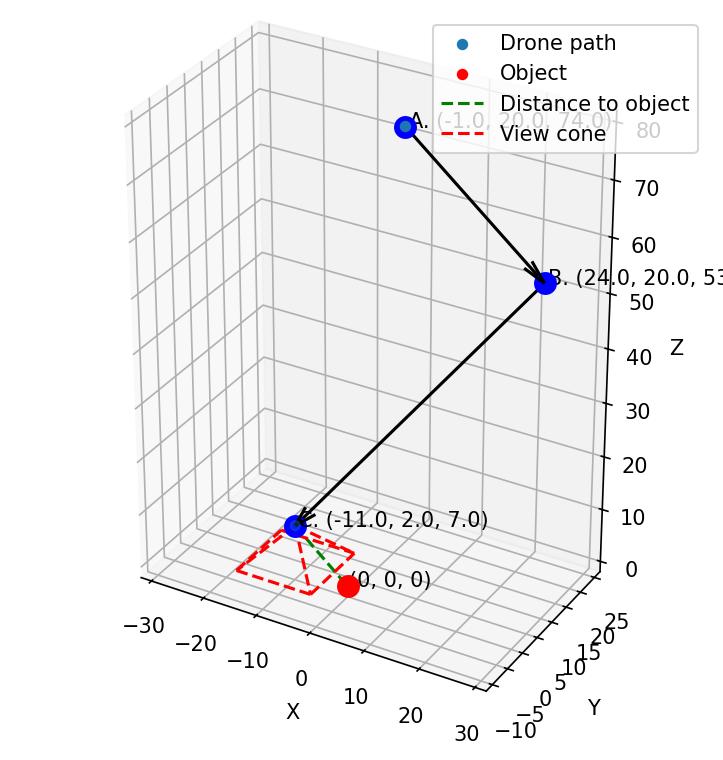 Drone path
Object
Distance to object
View cone
A. (-1.0, 20.0, 74.0)
B. (24.0, 20.0, 53
C. (-11.0, 2.0, 7.0)
(0, 0, 0)
80
70
60
50
40
30
20
10
0
Z
−30
−20
−10
0
10
20
30
X
−10
−5
0
5
10
15
20
25
Y